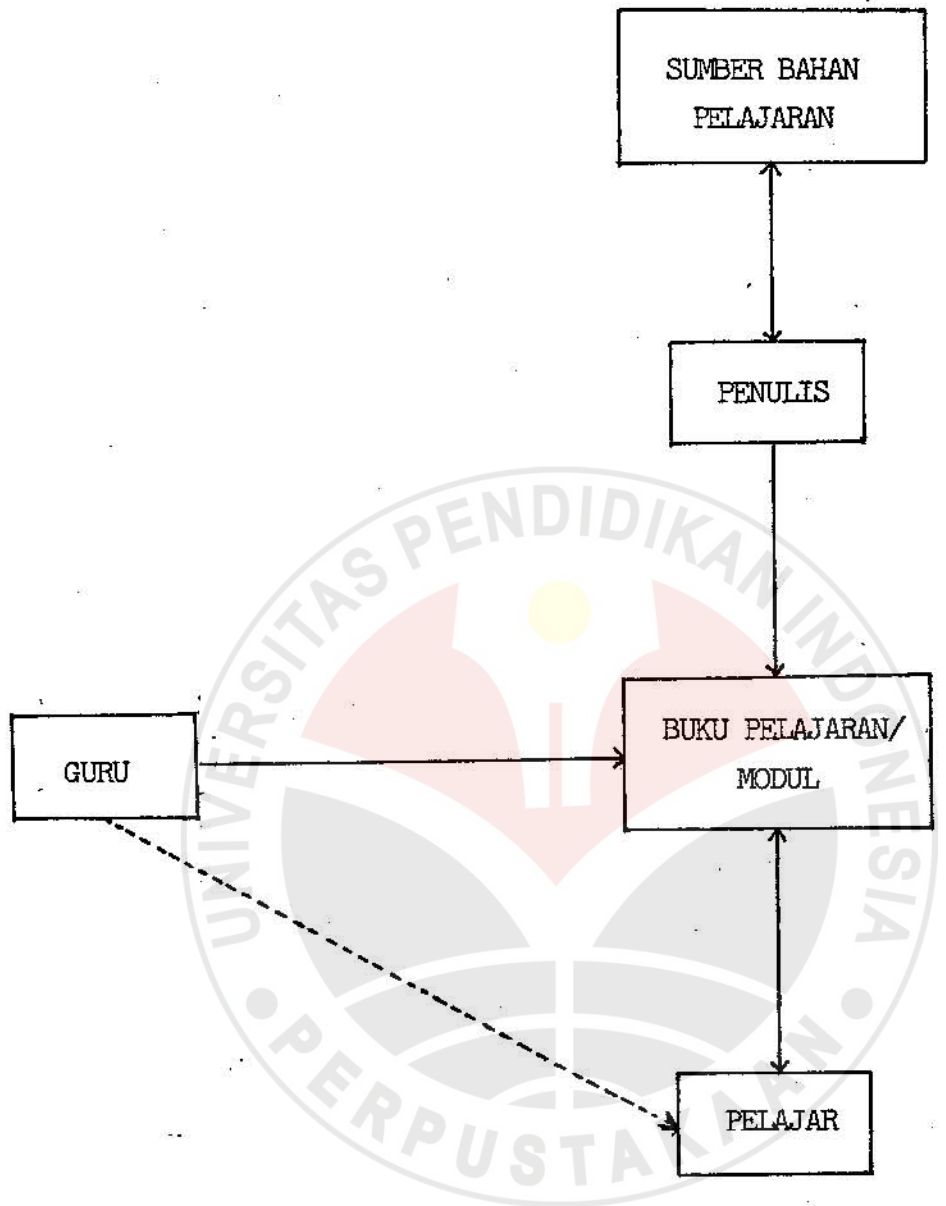 SUMBER BAHAN
PELAJARAN
PENULIS
BUKU PELAJARAN/
MODUL
GURU
PELAJAR
UNIVERSITAS PENDIDIKAN INDONESIA
PERPUSTAKAAN